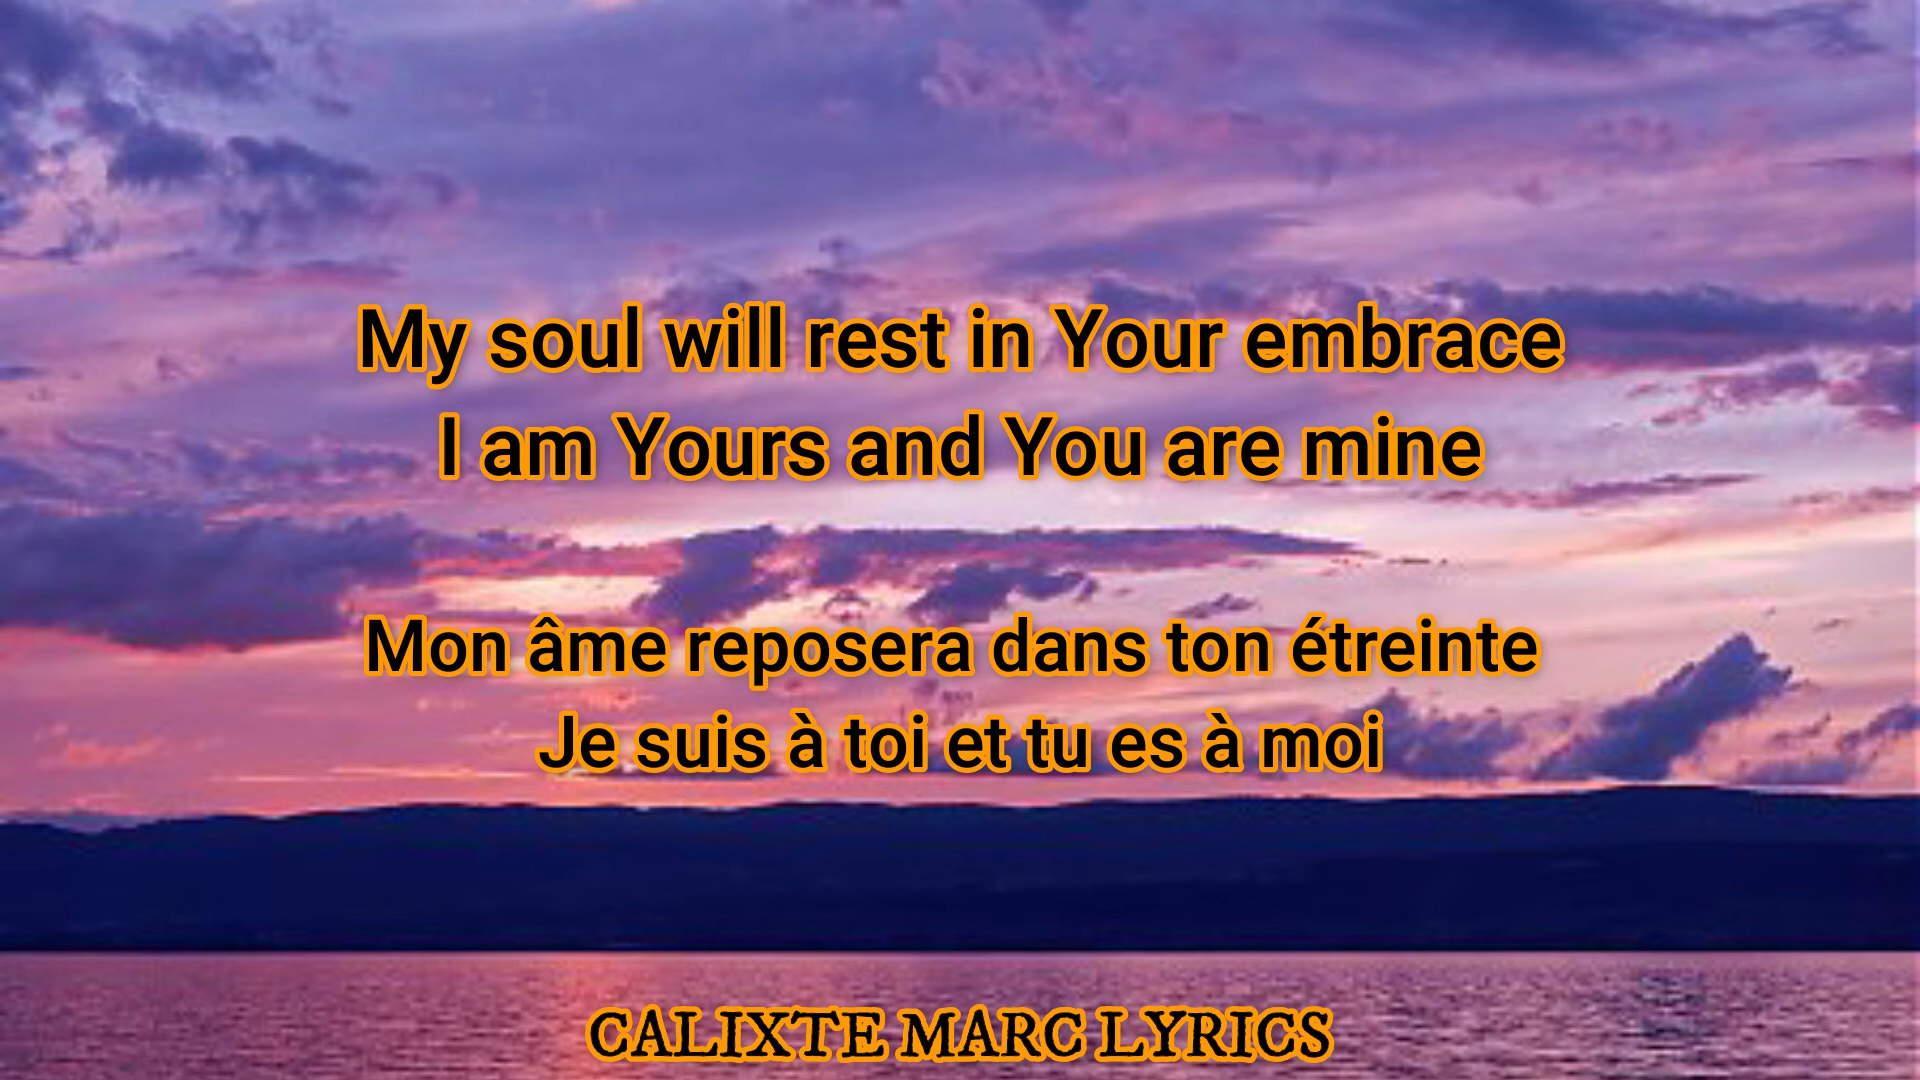 My soul will rest in Your embrace
I am Yours and You are mine
Mon âme reposera dans ton étreinte
Je suis à toi et tu es à moi
CALIXTE MARC LYRICS